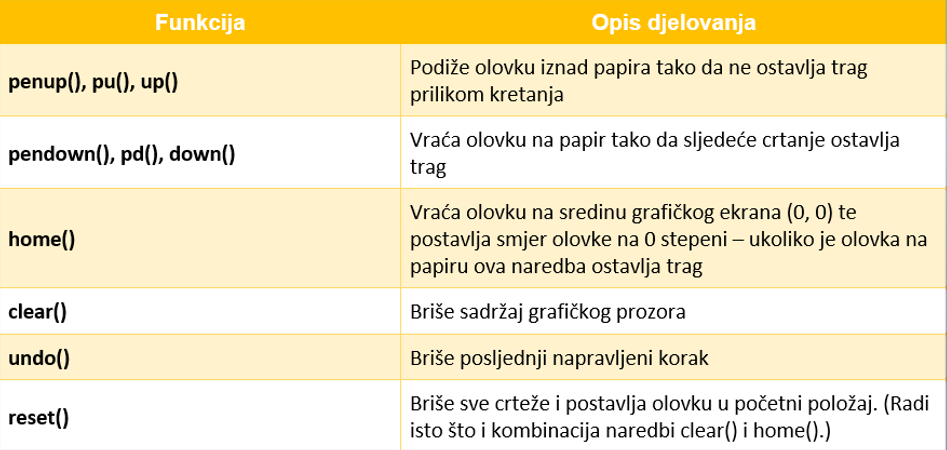 Funkcija
Opis djelovanja
penup(), pu(), up()
Podiže olovku iznad papira tako da ne ostavlja trag
prilikom kretanja
pendown(), pd(), down()
Vraća olovku na papir tako da sljedeće crtanje ostavlja
trag
home()
Vraća olovku na sredinu grafičkog ekrana (0, 0) te
postavlja smjer olovke na 0 stepeni – ukoliko je olovka na
papiru ova naredba ostavlja trag
clear()
Briše sadržaj grafičkog prozora
undo()
Briše posljednji napravljeni korak
reset()
Briše sve crteže i postavlja olovku u početni položaj. (Radi
isto što i kombinacija naredbi clear() i home().)